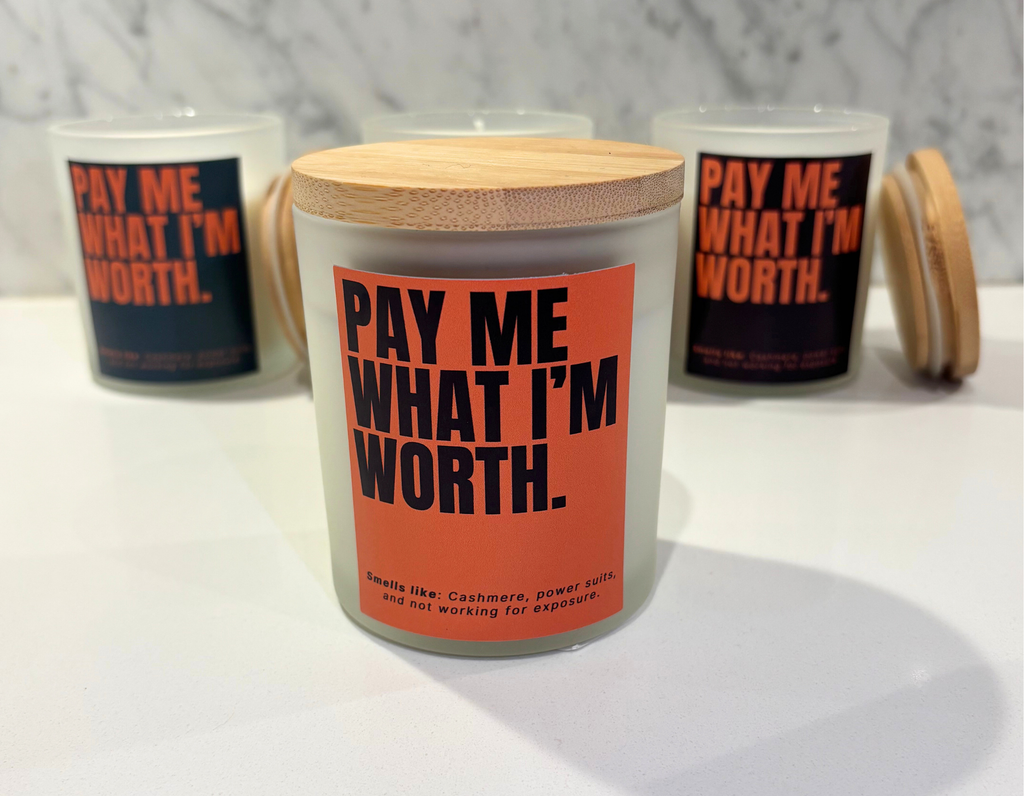 PAY ME
WHAT I'M
WORTH.
PAY ME
WHAT I'M
WORTH.
PAY ME
WHAT I'M
WORTH.
Smells like: Cashmere, power suits,
and not working for exposure.